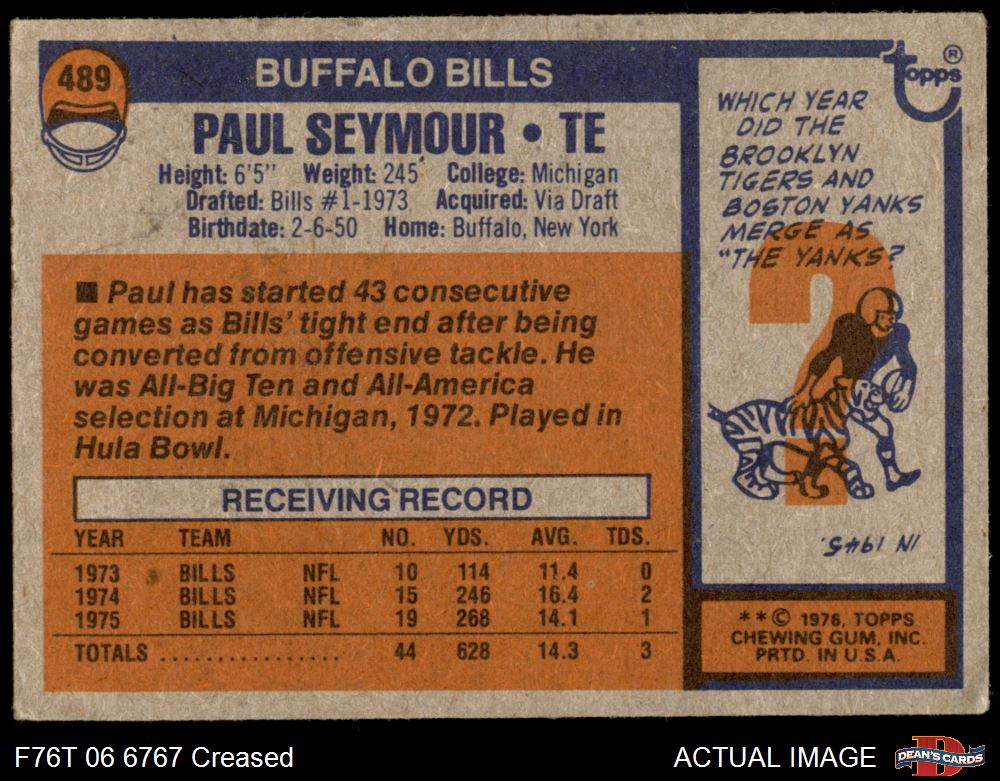 489
BUFFALO BILLS
PAUL SEYMOUR • TE
Height: 6'5" Weight: 245 College: Michigan
Drafted: Bills #1-1973 Acquired: Via Draft
Birthdate: 2-6-50 Home: Buffalo, New York
■ Paul has started 43 consecutive
games as Bills' tight end after being
converted from offensive tackle. He
was All-Big Ten and All-America
selection at Michigan, 1972. Played in
Hula Bowl.
RECEIVING RECORD
YEAR TEAM NO. YDS. AVG. TDS.
1973 BILLS NFL 10 114 11.4 0
1974 BILLS NFL 15 246 16.4 2
1975 BILLS NFL 19 268 14.1 1
TOTALS ................. 44 628 14.3 3
Topps ®
WHICH YEAR
DID THE
BROOKLYN
TIGERS AND
BOSTON YANKS
MERGE AS
"THE YANKS?
?
IN 1945.
**© 1976, TOPPS
CHEWING GUM, INC.
PRTD. IN U.S.A.
F76T 06 6767 Creased
ACTUAL IMAGE
D
DEAN'S CARDS